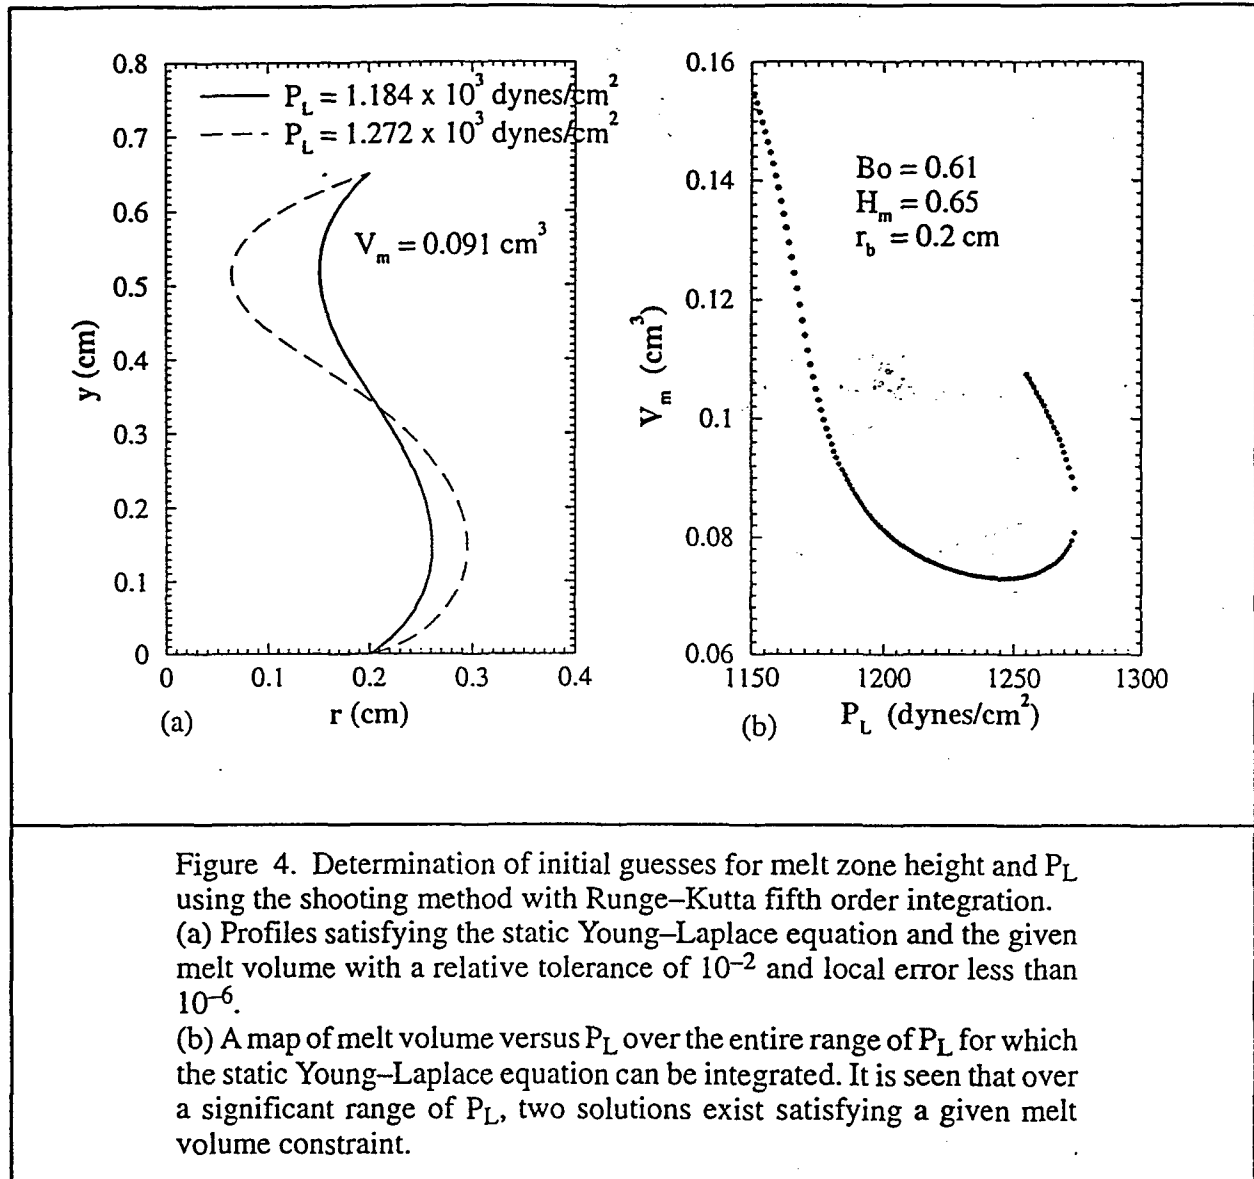 0.8
0.7
0.6
0.5
0.4
0.3
0.2
0.1
0
y (cm)
P_L = 1.184 x 10^3 dynes/cm^2
P_L = 1.272 x 10^3 dynes/cm^2
V_m = 0.091 cm^3
0 0.1 0.2 0.3 0.4
(a) r (cm)
0.16
0.14
0.12
0.1
0.08
0.06
V_m (cm^3)
Bo = 0.61
H_m = 0.65
r_b = 0.2 cm
1150 1200 1250 1300
(b) P_L (dynes/cm^2)
Figure 4. Determination of initial guesses for melt zone height and P_L
using the shooting method with Runge–Kutta fifth order integration.
(a) Profiles satisfying the static Young–Laplace equation and the given
melt volume with a relative tolerance of 10^–2 and local error less than
10^–6.
(b) A map of melt volume versus P_L over the entire range of P_L for which
the static Young–Laplace equation can be integrated. It is seen that over
a significant range of P_L, two solutions exist satisfying a given melt
volume constraint.